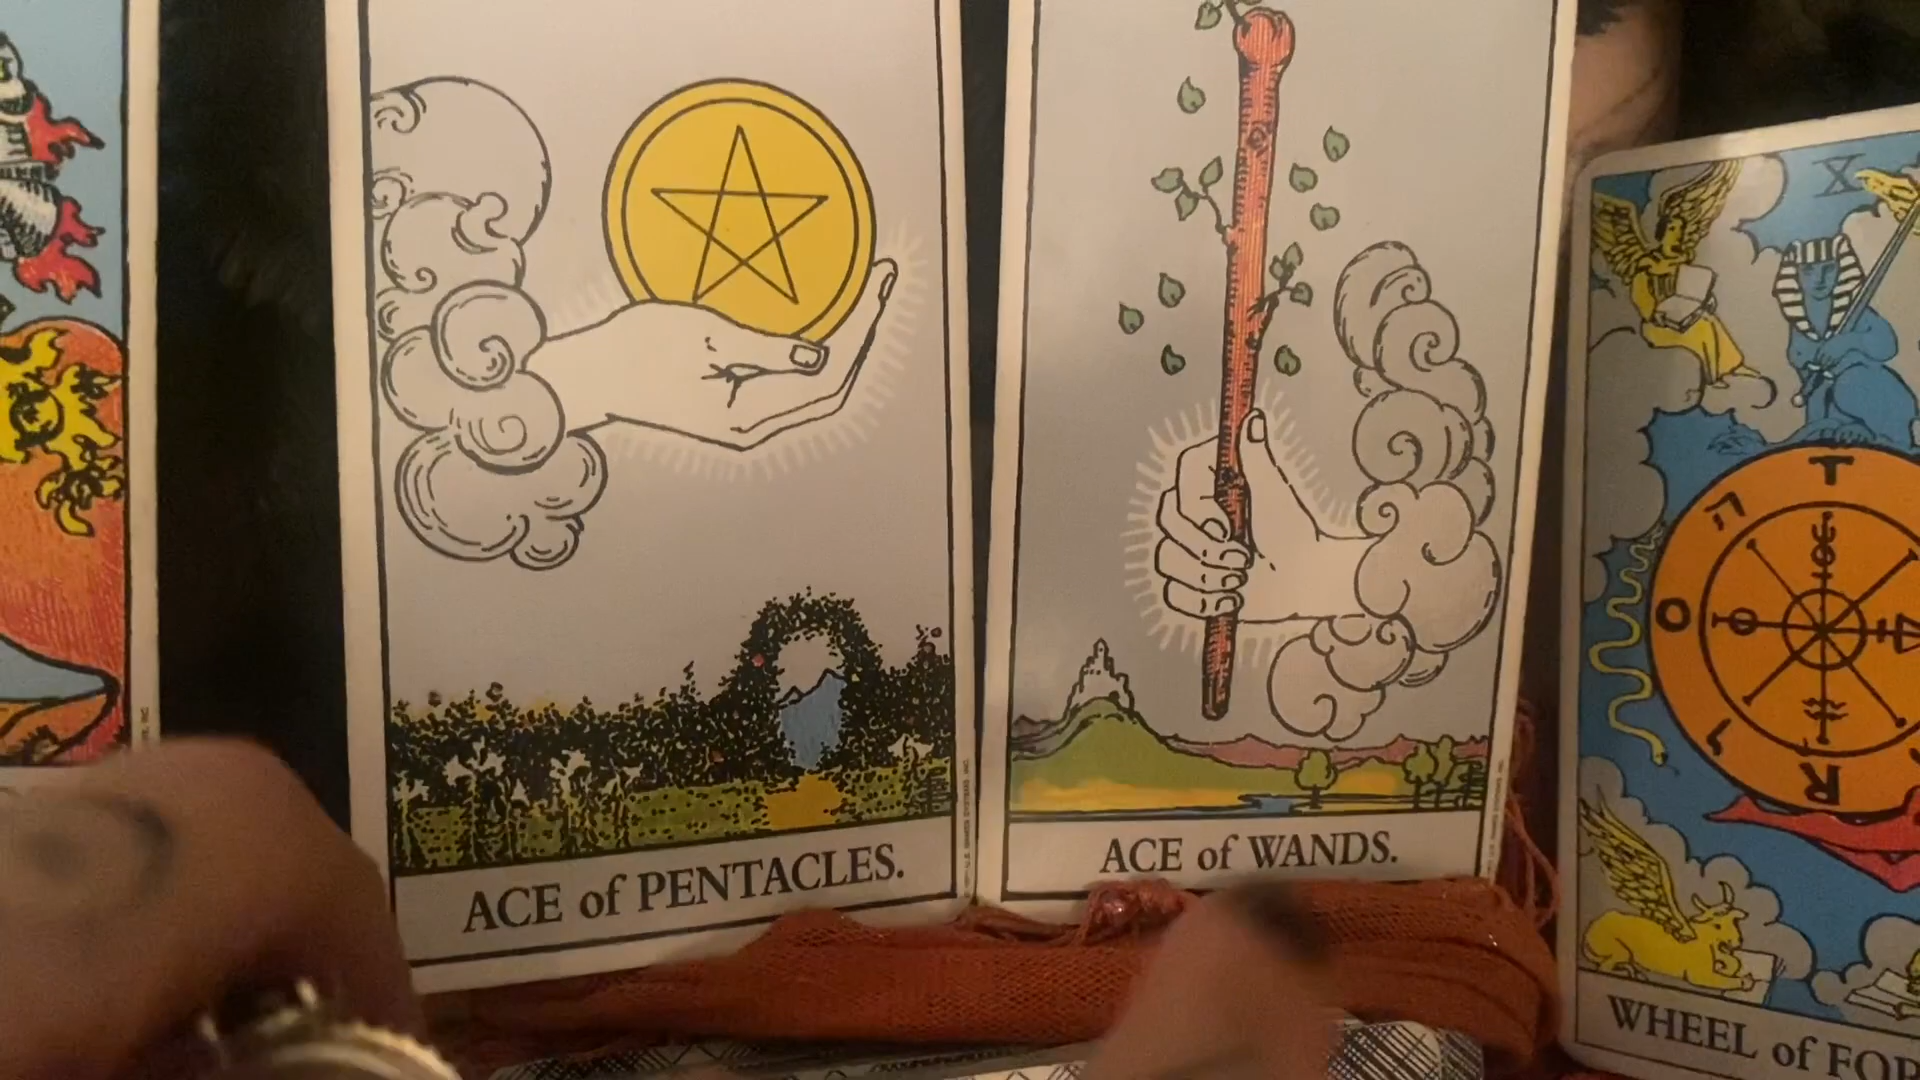 ACE of PENTACLES.
ACE of WANDS.
X
T
ה
O
ו
R
WHEEL of FOR